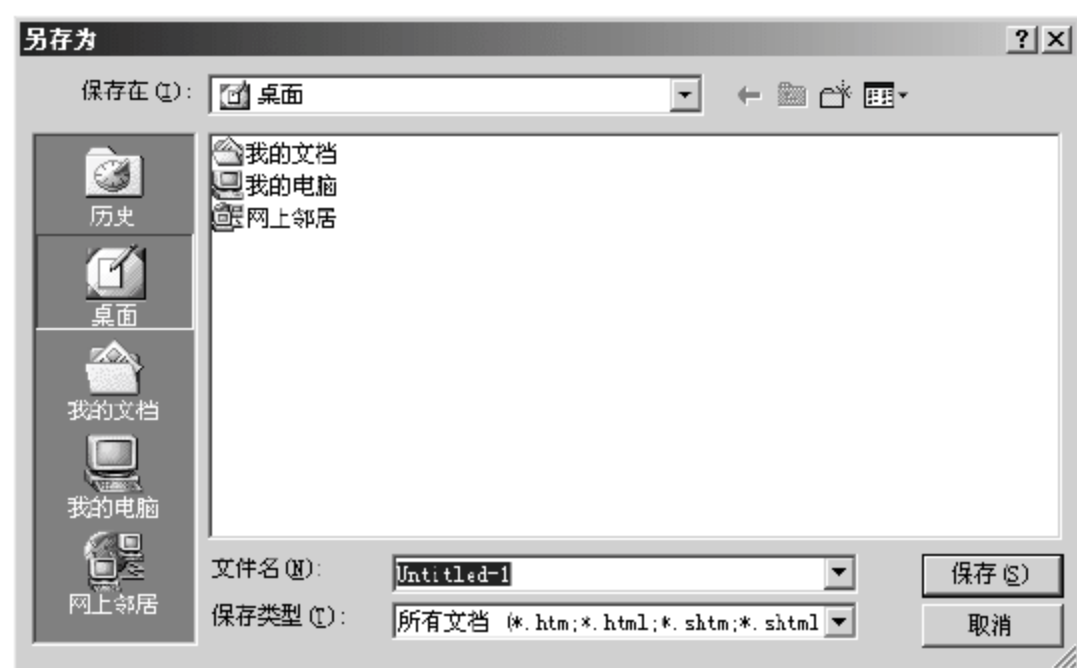 另存为
保存在(I):
桌面
历史
桌面
我的文档
我的电脑
网上邻居
我的文档
我的电脑
网上邻居
文件名(N):
Untitled-1
保存(S)
保存类型(T):
所有文档 (*.htm;*.html;*.shtm;*.shtml
取消